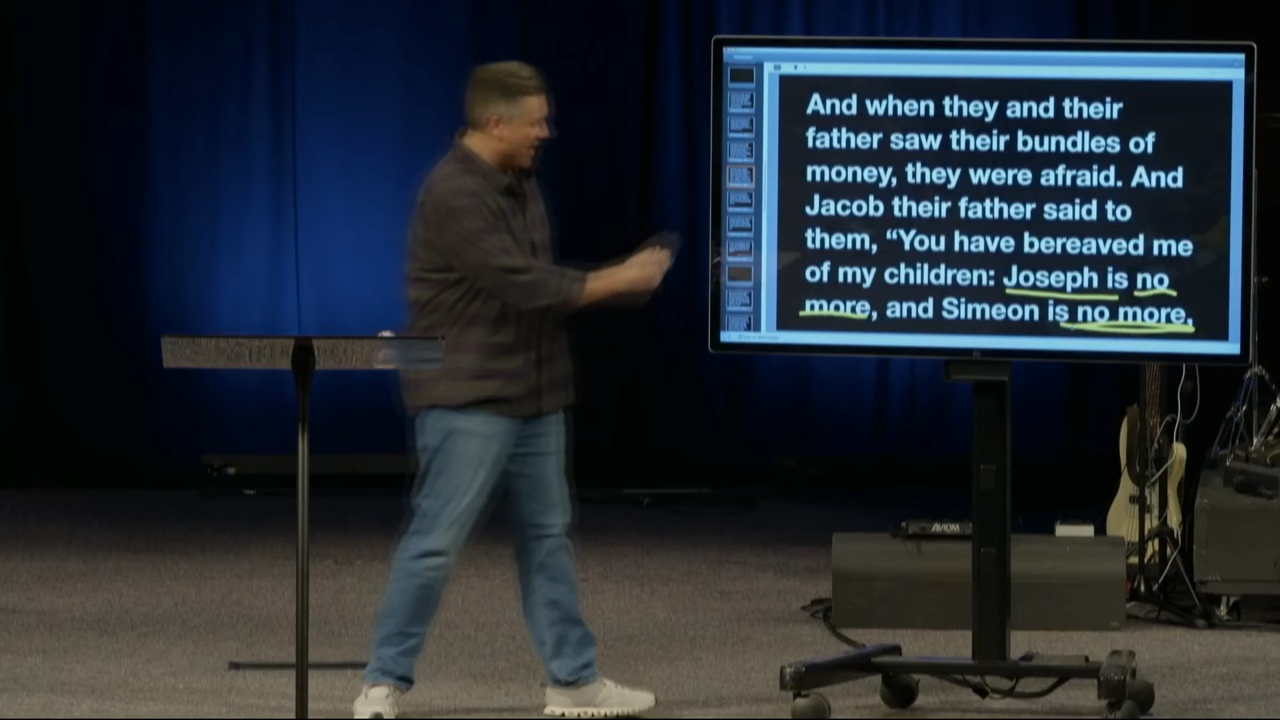 And when they and their
father saw their bundles of
money, they were afraid. And
Jacob their father said to
them, “You have bereaved me
of my children: Joseph is no
more, and Simeon is no more,
AVIOM